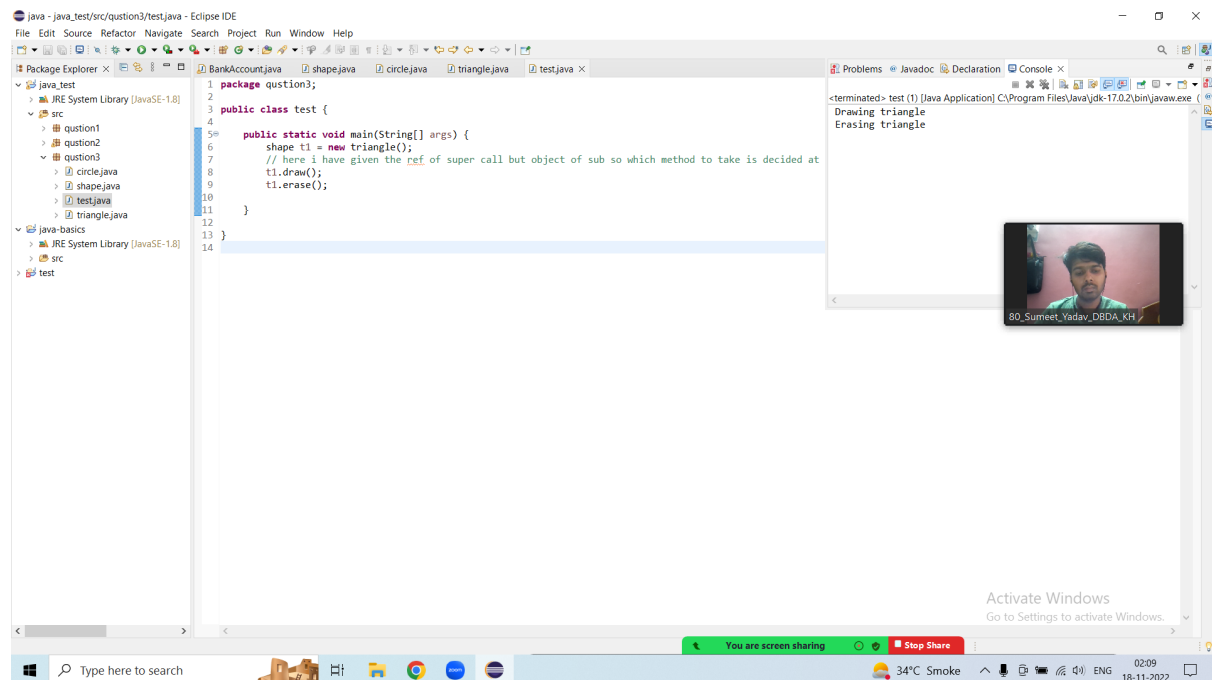 java - java_test/src/qustion3/test.java - Eclipse IDE
File Edit Source Refactor Navigate Search Project Run Window Help
Package Explorer
java_test
JRE System Library [JavaSE-1.8]
src
qustion1
qustion2
qustion3
circle.java
shape.java
test.java
triangle.java
java-basics
JRE System Library [JavaSE-1.8]
src
test
BankAccount.java shape.java circle.java triangle.java test.java
1 package qustion3;
2
3 public class test {
4
5 public static void main(String[] args) {
6 shape t1 = new triangle();
7 // here i have given the ref of super call but object of sub so which method to take is decided at
8 t1.draw();
9 t1.erase();
10
11 }
12
13 }
14
Problems Javadoc Declaration Console
<terminated> test (1) [Java Application] C:\Program Files\Java\jdk-17.0.2\bin\javaw.exe (
Drawing triangle
Erasing triangle
80_Sumeet_Yadav_DBDA_KH
Activate Windows
Go to Settings to activate Windows.
You are screen sharing Stop Share
Type here to search
zoom
34°C Smoke ENG 02:09
18-11-2022